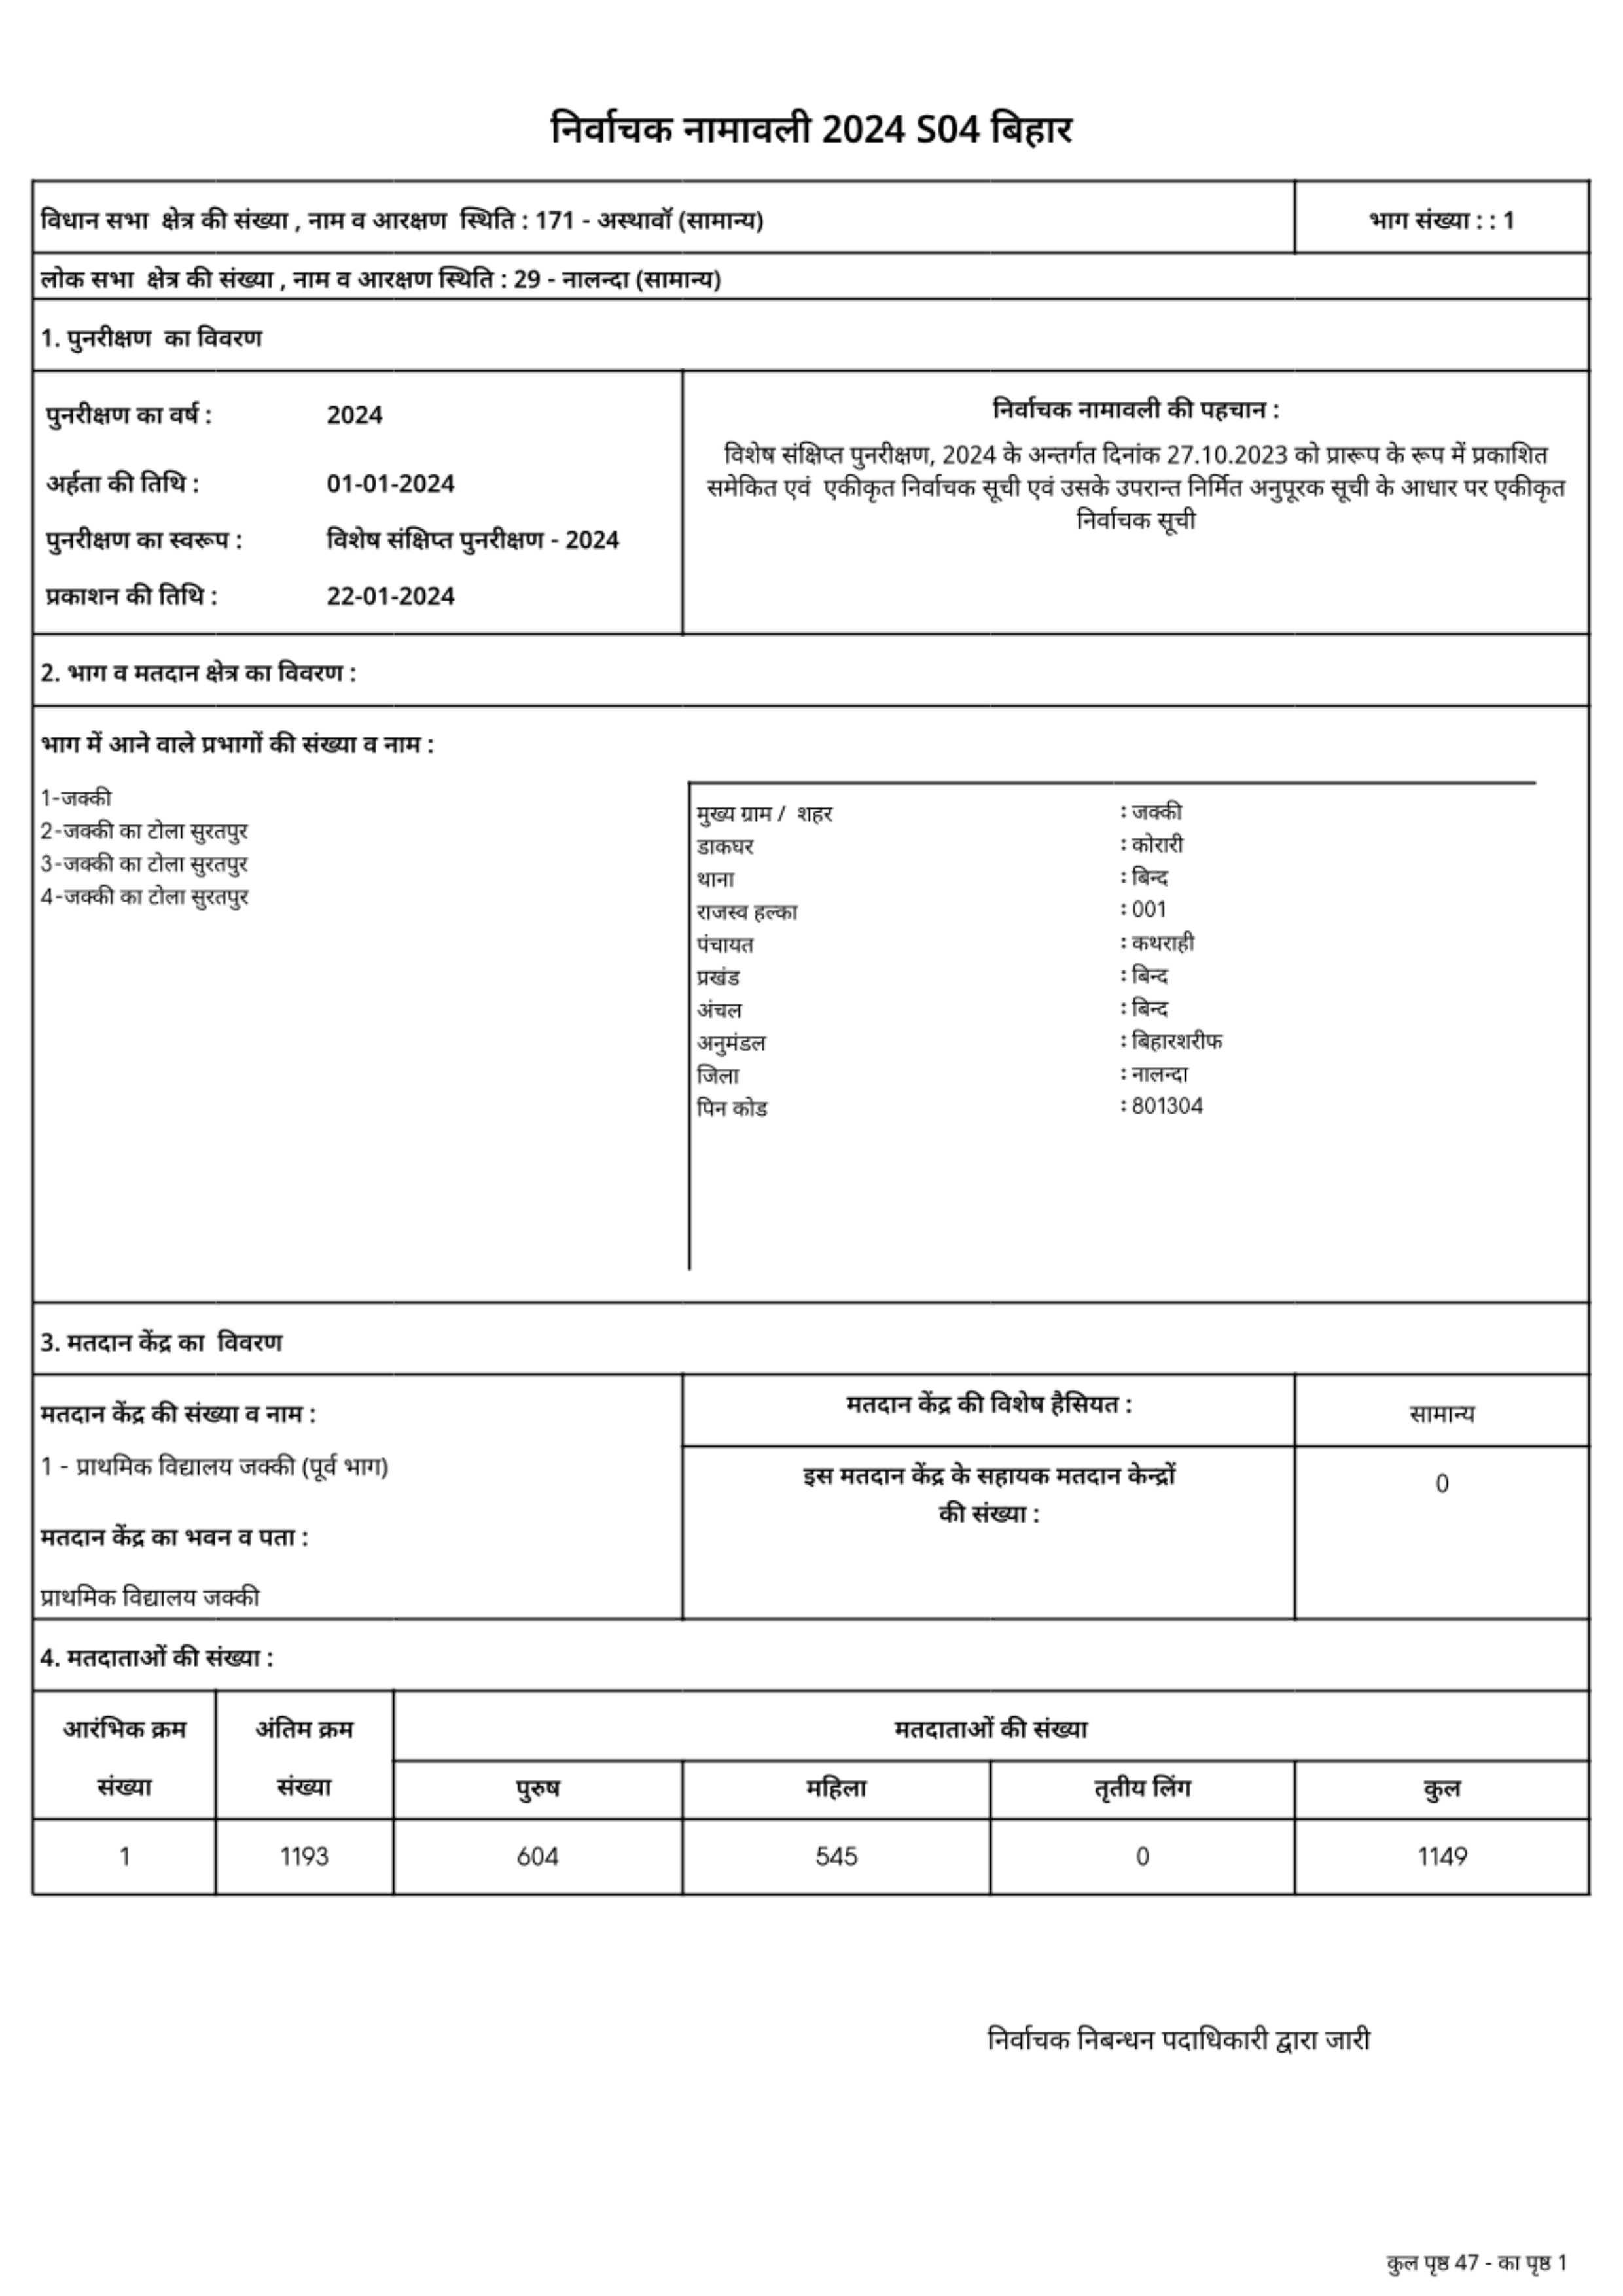 निर्वाचक नामावली 2024 S04 बिहार
विधान सभा क्षेत्र की संख्या , नाम व आरक्षण स्थिति : 171 - अस्थावाॅ (सामान्य)
भाग संख्या : : 1
लोक सभा क्षेत्र की संख्या , नाम व आरक्षण स्थिति : 29 - नालन्दा (सामान्य)
1. पुनरीक्षण का विवरण
पुनरीक्षण का वर्ष : 2024
अर्हता की तिथि : 01-01-2024
पुनरीक्षण का स्वरूप : विशेष संक्षिप्त पुनरीक्षण - 2024
प्रकाशन की तिथि : 22-01-2024
निर्वाचक नामावली की पहचान :
विशेष संक्षिप्त पुनरीक्षण, 2024 के अन्तर्गत दिनांक 27.10.2023 को प्रारूप के रूप में प्रकाशित
समेकित एवं एकीकृत निर्वाचक सूची एवं उसके उपरान्त निर्मित अनुपूरक सूची के आधार पर एकीकृत
निर्वाचक सूची
2. भाग व मतदान क्षेत्र का विवरण :
भाग में आने वाले प्रभागों की संख्या व नाम :
1-जक्की
2-जक्की का टोला सुरतपुर
3-जक्की का टोला सुरतपुर
4-जक्की का टोला सुरतपुर
मुख्य ग्राम / शहर : जक्की
डाकघर : कोरारी
थाना : बिन्द
राजस्व हल्का : 001
पंचायत : कथराही
प्रखंड : बिन्द
अंचल : बिन्द
अनुमंडल : बिहारशरीफ
जिला : नालन्दा
पिन कोड : 801304
3. मतदान केंद्र का विवरण
मतदान केंद्र की संख्या व नाम :
1 - प्राथमिक विद्यालय जक्की (पूर्व भाग)
मतदान केंद्र का भवन व पता :
प्राथमिक विद्यालय जक्की
मतदान केंद्र की विशेष हैसियत : सामान्य
इस मतदान केंद्र के सहायक मतदान केन्द्रों 0
की संख्या :
4. मतदाताओं की संख्या :
आरंभिक क्रम अंतिम क्रम मतदाताओं की संख्या
संख्या संख्या पुरुष महिला तृतीय लिंग कुल
1 1193 604 545 0 1149
निर्वाचक निबन्धन पदाधिकारी द्वारा जारी
कुल पृष्ठ 47 - का पृष्ठ 1